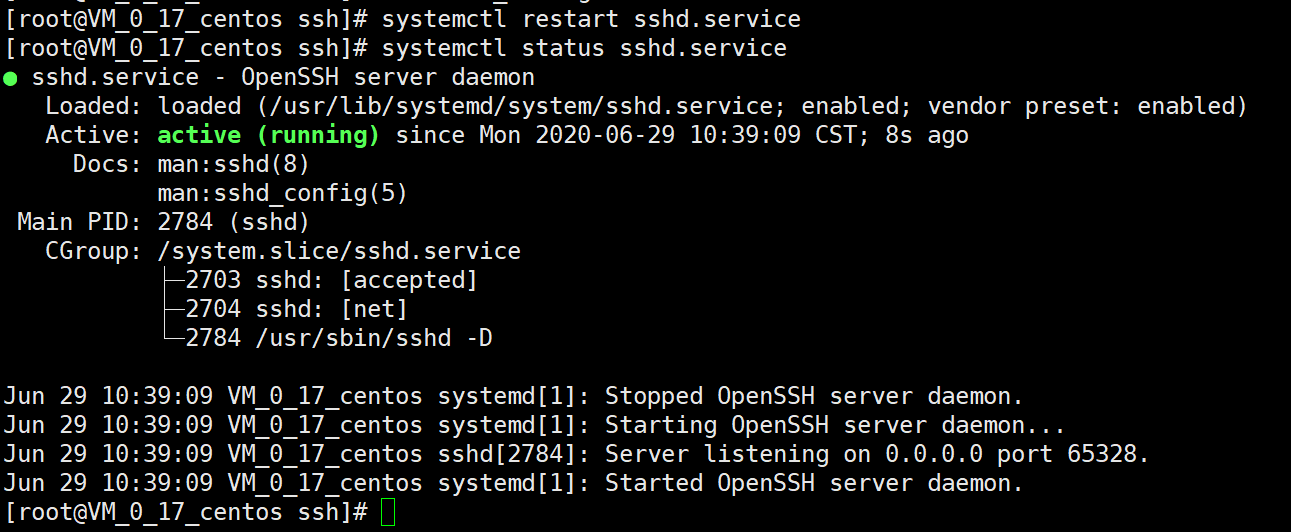 [root@VM_0_17_centos ssh]# systemctl restart sshd.service
[root@VM_0_17_centos ssh]# systemctl status sshd.service
● sshd.service - OpenSSH server daemon
   Loaded: loaded (/usr/lib/systemd/system/sshd.service; enabled; vendor preset: enabled)
   Active: active (running) since Mon 2020-06-29 10:39:09 CST; 8s ago
     Docs: man:sshd(8)
           man:sshd_config(5)
 Main PID: 2784 (sshd)
   CGroup: /system.slice/sshd.service
           ├─2703 sshd: [accepted]
           ├─2704 sshd: [net]
           └─2784 /usr/sbin/sshd -D

Jun 29 10:39:09 VM_0_17_centos systemd[1]: Stopped OpenSSH server daemon.
Jun 29 10:39:09 VM_0_17_centos systemd[1]: Starting OpenSSH server daemon...
Jun 29 10:39:09 VM_0_17_centos sshd[2784]: Server listening on 0.0.0.0 port 65328.
Jun 29 10:39:09 VM_0_17_centos systemd[1]: Started OpenSSH server daemon.
[root@VM_0_17_centos ssh]#